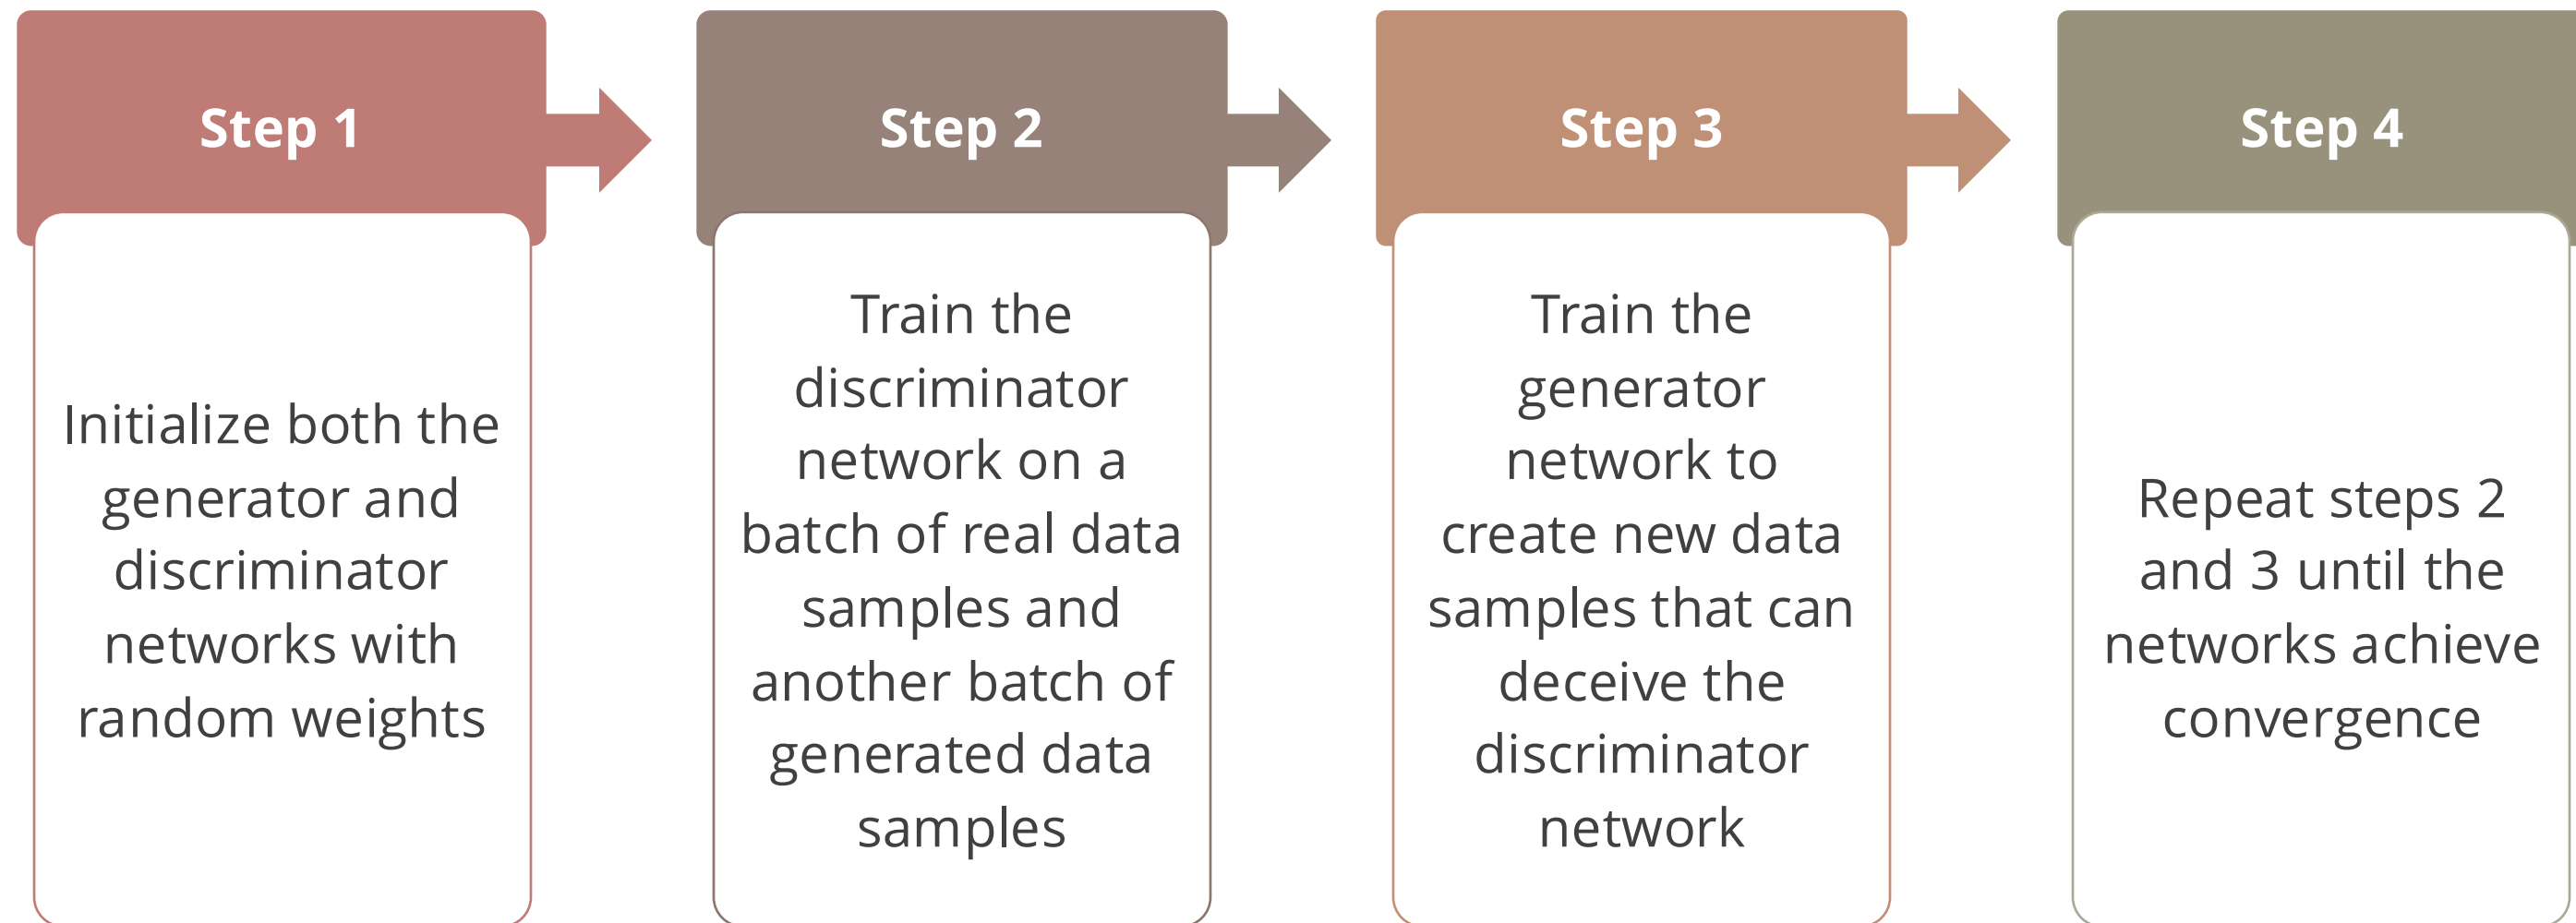 Step 1
Initialize both the
generator and
discriminator
networks with
random weights
Step 2
Train the
discriminator
network on a
batch of real data
samples and
another batch of
generated data
samples
Step 3
Train the
generator
network to
create new data
samples that can
deceive the
discriminator
network
Step 4
Repeat steps 2
and 3 until the
networks achieve
convergence